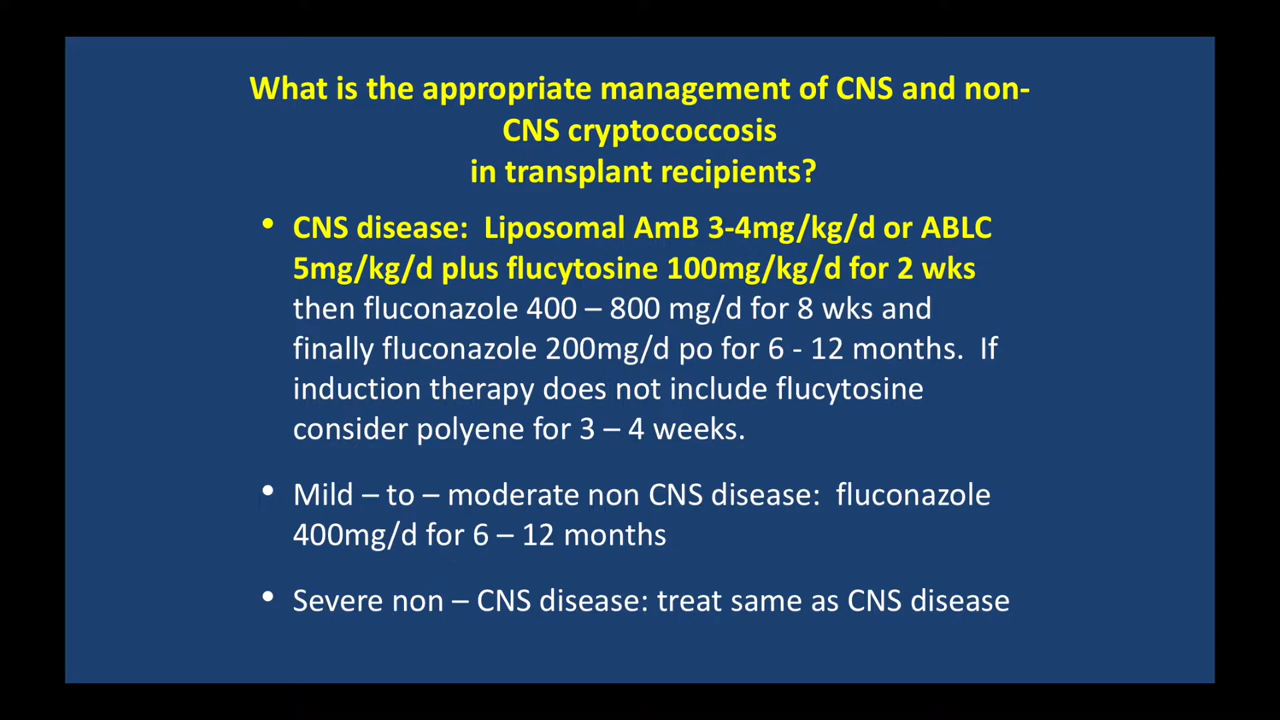 What is the appropriate management of CNS and non-
CNS cryptococcosis
in transplant recipients?
• CNS disease:  Liposomal AmB 3-4mg/kg/d or ABLC
5mg/kg/d plus flucytosine 100mg/kg/d for 2 wks
then fluconazole 400 – 800 mg/d for 8 wks and
finally fluconazole 200mg/d po for 6 - 12 months.  If
induction therapy does not include flucytosine
consider polyene for 3 – 4 weeks.
• Mild – to – moderate non CNS disease:  fluconazole
400mg/d for 6 – 12 months
• Severe non – CNS disease: treat same as CNS disease